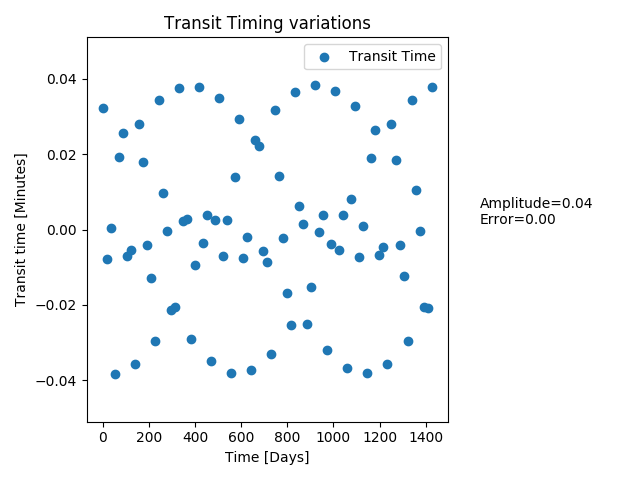 Transit Timing variations
Transit Time
0.04
0.02
0.00
−0.02
−0.04
Transit time [Minutes]
0 200 400 600 800 1000 1200 1400
Time [Days]
Amplitude=0.04
Error=0.00